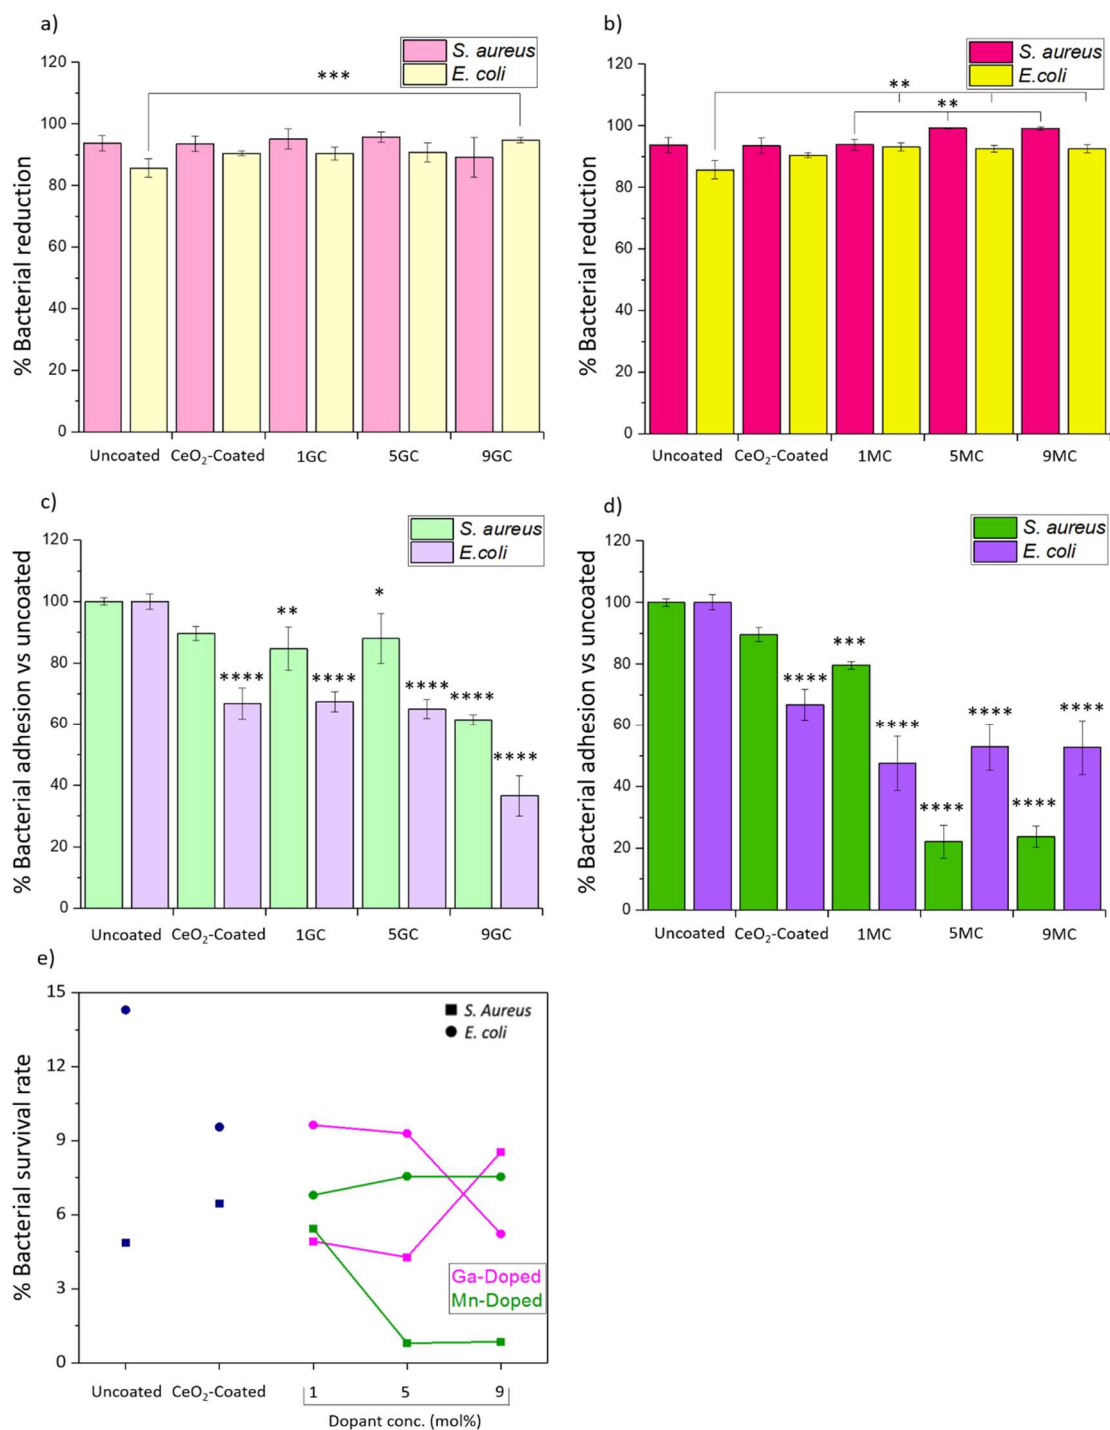 a)
S. aureus
E. coli
***
% Bacterial reduction
120
100
80
60
40
20
0
Uncoated CeO₂-Coated 1GC 5GC 9GC
b)
S. aureus
E.coli
**
**
% Bacterial reduction
120
100
80
60
40
20
0
Uncoated CeO₂-Coated 1MC 5MC 9MC
c)
S. aureus
E.coli
% Bacterial adhesion vs uncoated
120
100
80
60
40
20
0
**** ** **** * **** **** ****
Uncoated CeO₂-Coated 1GC 5GC 9GC
d)
S. aureus
E. coli
% Bacterial adhesion vs uncoated
120
100
80
60
40
20
0
**** *** **** **** **** **** ****
Uncoated CeO₂-Coated 1MC 5MC 9MC
e)
S. Aureus
E. coli
% Bacterial survival rate
15
12
9
6
3
0
Ga-Doped
Mn-Doped
Uncoated CeO₂-Coated 1 5 9
Dopant conc. (mol%)